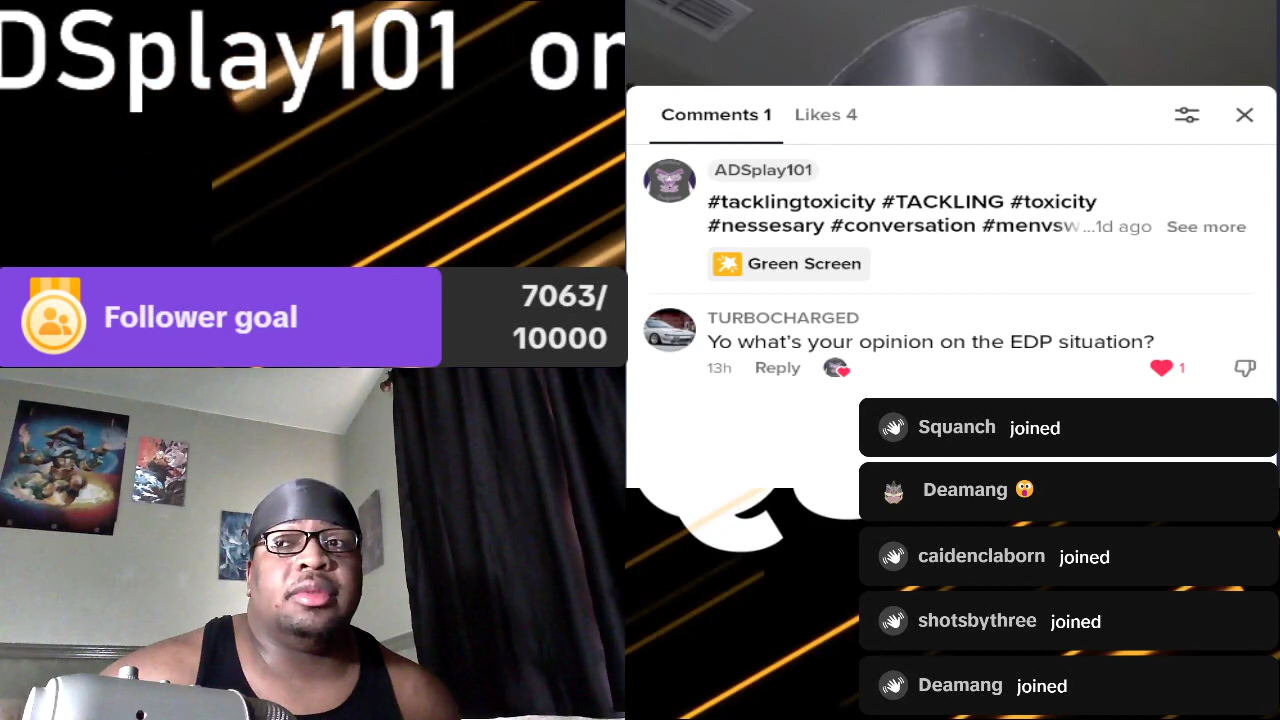 DSplay101 on
Follower goal
7063/
10000
Comments 1 Likes 4
ADSplay101
#tacklingtoxicity #TACKLING #toxicity
#nessesary #conversation #menvsw...1d ago See more
Green Screen
TURBOCHARGED
Yo what's your opinion on the EDP situation?
13h Reply 1
Squanch joined
Deamang 😲
caidenclaborn joined
shotsbythree joined
Deamang joined